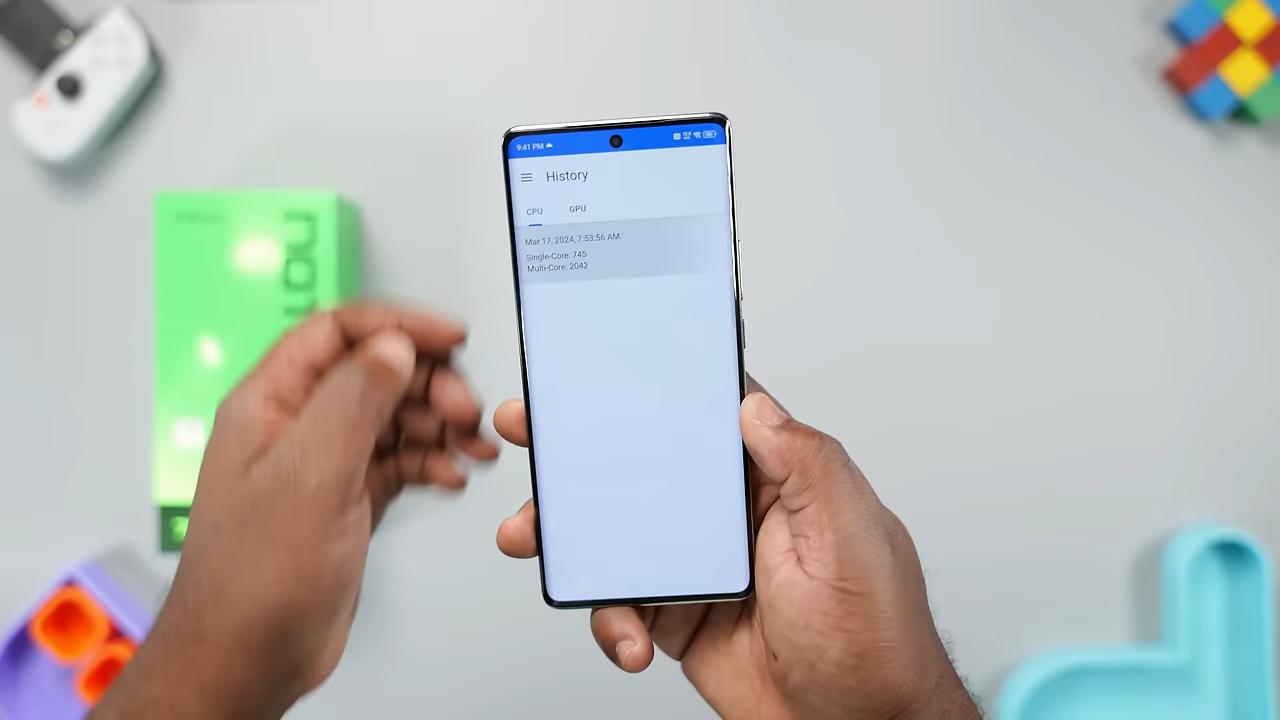 9:41 PM
History
CPU GPU
Mar 17, 2024, 7:53:56 AM
Single-Core: 745
Multi-Core: 2042